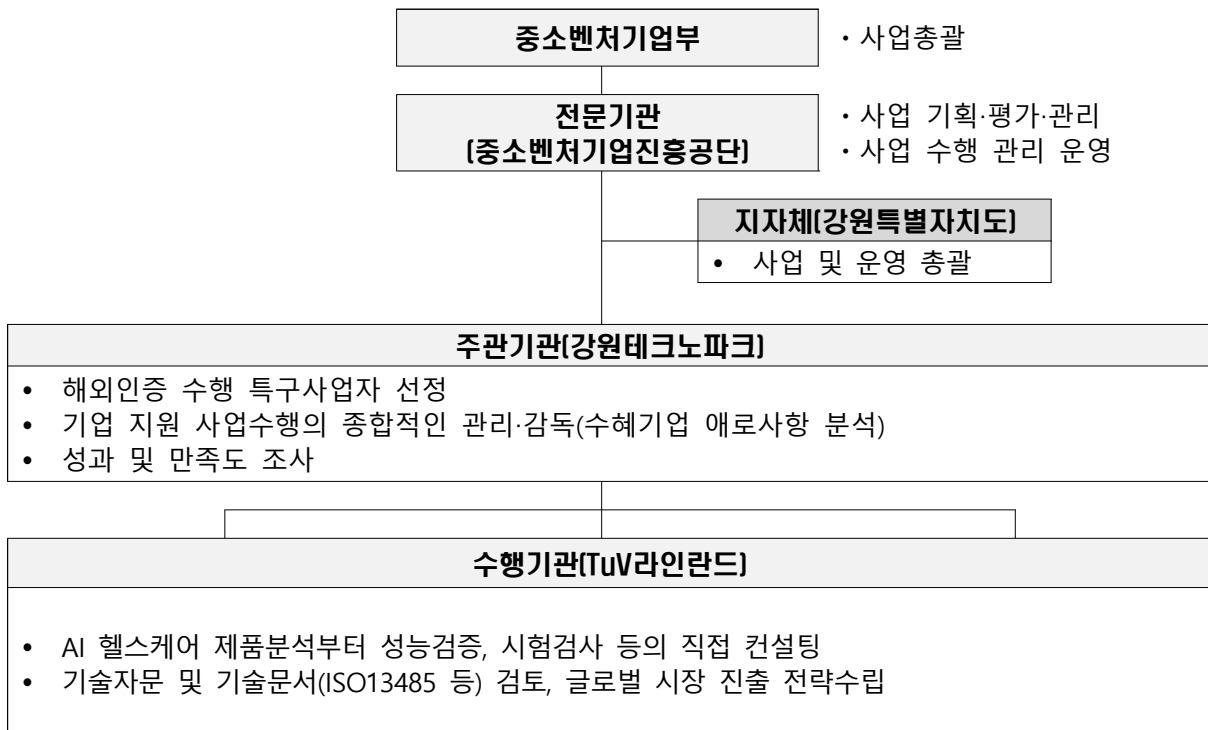 중소벤처기업부
・사업총괄
전문기관
(중소벤처기업진흥공단)
・사업 기획·평가·관리
・사업 수행 관리 운영
지자체(강원특별자치도)
• 사업 및 운영 총괄
주관기관(강원테크노파크)
• 해외인증 수행 특구사업자 선정
• 기업 지원 사업수행의 종합적인 관리·감독(수혜기업 애로사항 분석)
• 성과 및 만족도 조사
수행기관(TuV라인란드)
• AI 헬스케어 제품분석부터 성능검증, 시험검사 등의 직접 컨설팅
• 기술자문 및 기술문서(ISO13485 등) 검토, 글로벌 시장 진출 전략수립